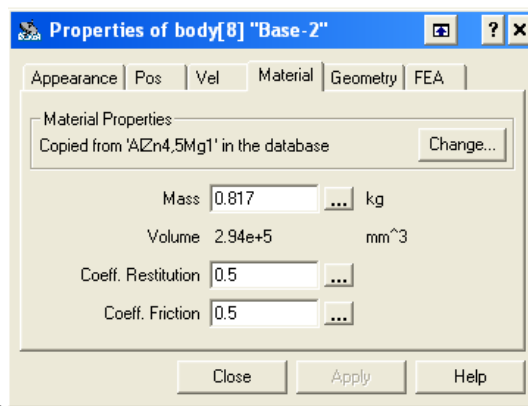 Properties of body[8] "Base-2"
? ×
Appearance Pos Vel Material Geometry FEA
Material Properties
Copied from 'AlZn4,5Mg1' in the database Change...
Mass 0.817 ... kg
Volume 2.94e+5 mm^3
Coeff. Restitution 0.5 ...
Coeff. Friction 0.5 ...
Close Apply Help